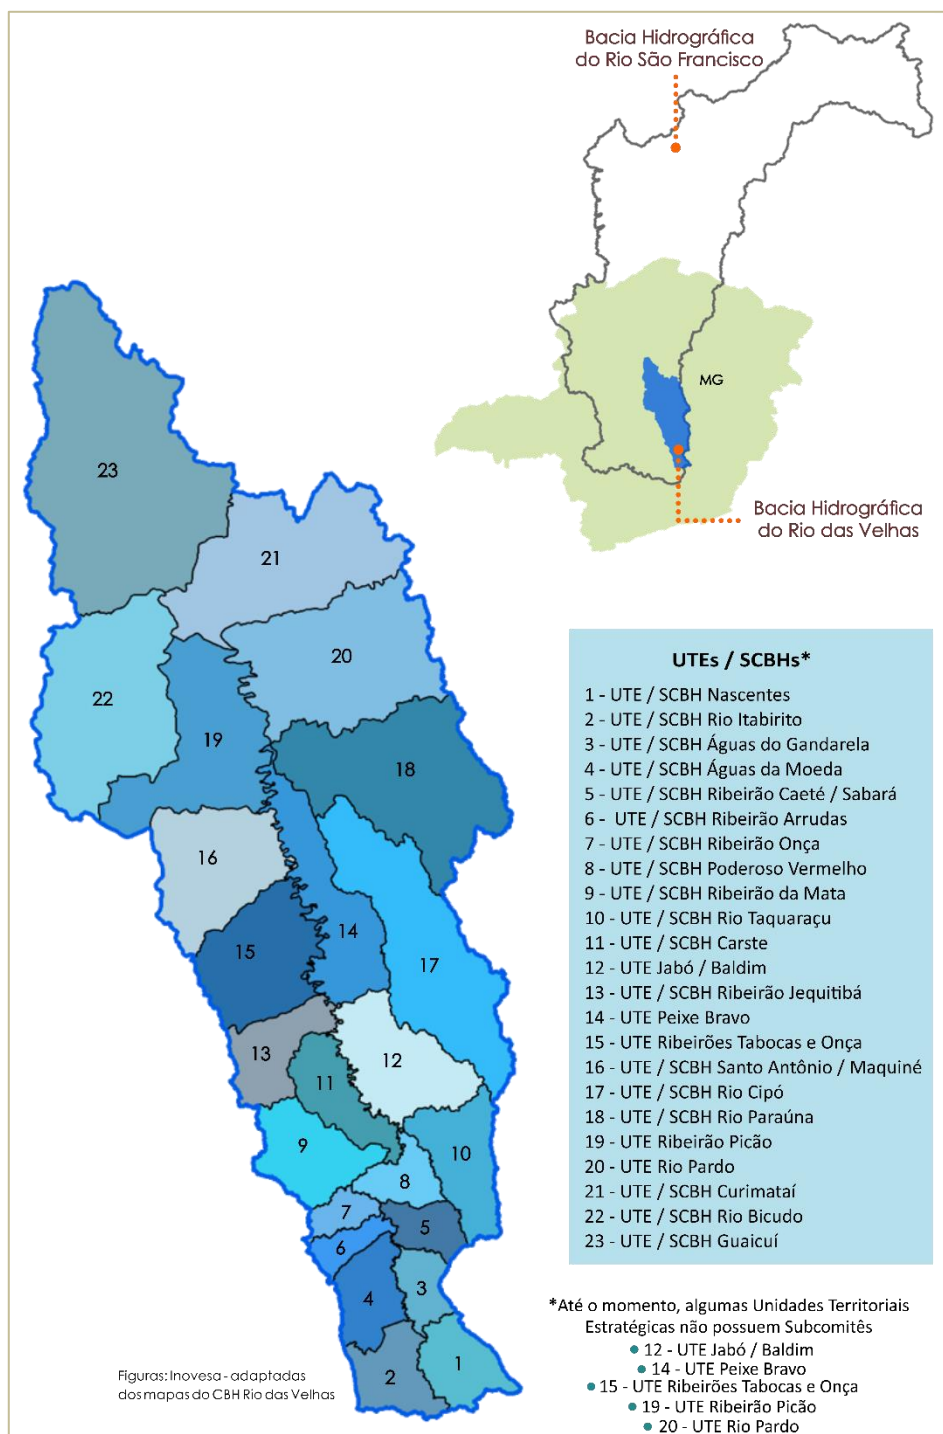 Bacia Hidrográfica
do Rio São Francisco
MG
Bacia Hidrográfica
do Rio das Velhas
23
21
20
22
19
18
16
14
15
17
13
12
11
9
10
8
7
5
6
3
4
2
1
UTEs / SCBHs*
1 - UTE / SCBH Nascentes
2 - UTE / SCBH Rio Itabirito
3 - UTE / SCBH Águas do Gandarela
4 - UTE / SCBH Águas da Moeda
5 - UTE / SCBH Ribeirão Caeté / Sabará
6 - UTE / SCBH Ribeirão Arrudas
7 - UTE / SCBH Ribeirão Onça
8 - UTE / SCBH Poderoso Vermelho
9 - UTE / SCBH Ribeirão da Mata
10 - UTE / SCBH Rio Taquaraçu
11 - UTE / SCBH Carste
12 - UTE Jabó / Baldim
13 - UTE / SCBH Ribeirão Jequitibá
14 - UTE Peixe Bravo
15 - UTE Ribeirões Tabocas e Onça
16 - UTE / SCBH Santo Antônio / Maquiné
17 - UTE / SCBH Rio Cipó
18 - UTE / SCBH Rio Paraúna
19 - UTE Ribeirão Picão
20 - UTE Rio Pardo
21 - UTE / SCBH Curimataí
22 - UTE / SCBH Rio Bicudo
23 - UTE / SCBH Guaicuí
*Até o momento, algumas Unidades Territoriais
Estratégicas não possuem Subcomitês
• 12 - UTE Jabó / Baldim
• 14 - UTE Peixe Bravo
• 15 - UTE Ribeirões Tabocas e Onça
• 19 - UTE Ribeirão Picão
• 20 - UTE Rio Pardo
Figuras: Inovesa - adaptadas
dos mapas do CBH Rio das Velhas